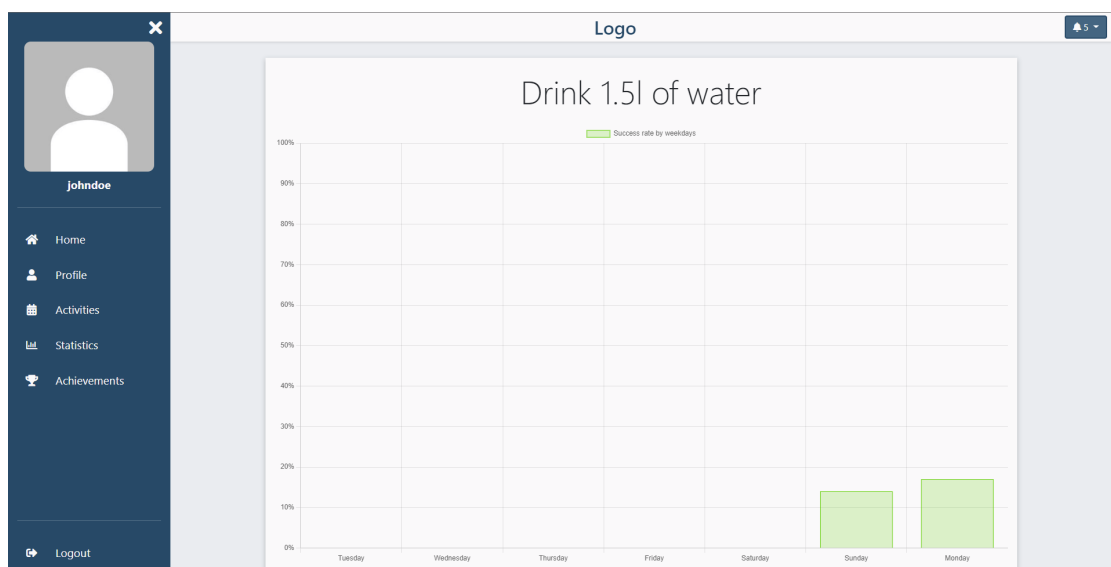 Logo
5
johndoe
Home
Profile
Activities
Statistics
Achievements
Logout
Drink 1.5l of water
Success rate by weekdays
100%
90%
80%
70%
60%
50%
40%
30%
20%
10%
0%
Tuesday Wednesday Thursday Friday Saturday Sunday Monday